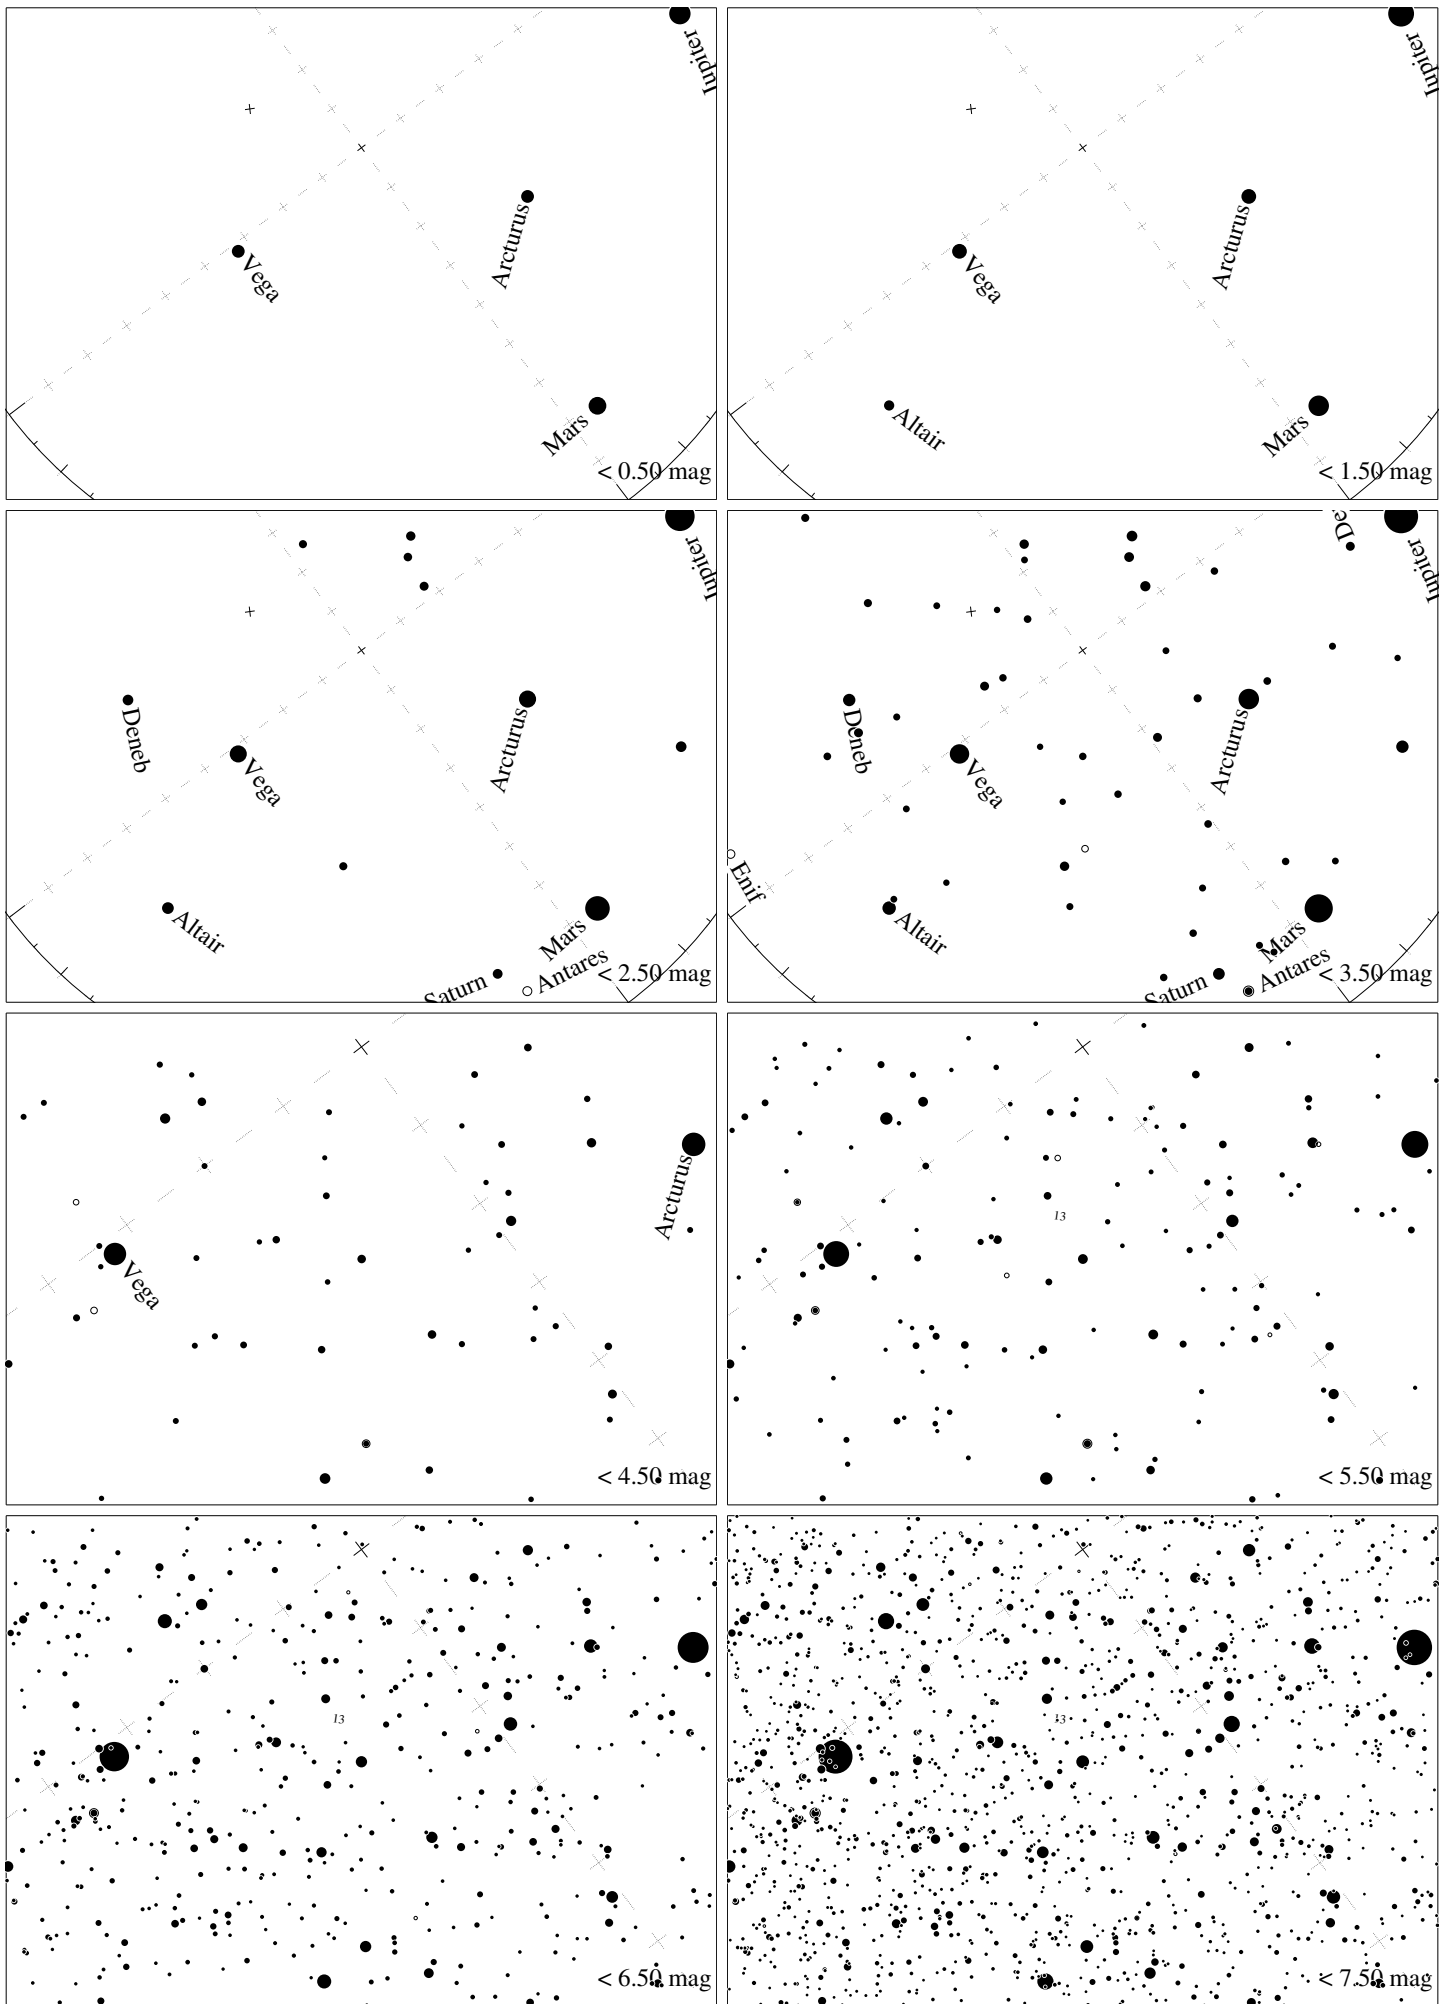 Jupiter
Arcturus
Vega
Mars
< 0.50 mag
Jupiter
Arcturus
Vega
Altair
Mars
< 1.50 mag
Jupiter
Deneb
Arcturus
Vega
Altair
Mars
Saturn
Antares
< 2.50 mag
De
Jupiter
Deneb
Arcturus
Vega
Enif
Altair
Mars
Saturn
Antares
< 3.50 mag
Arcturus
Vega
< 4.50 mag
13
< 5.50 mag
13
< 6.50 mag
13
< 7.50 mag